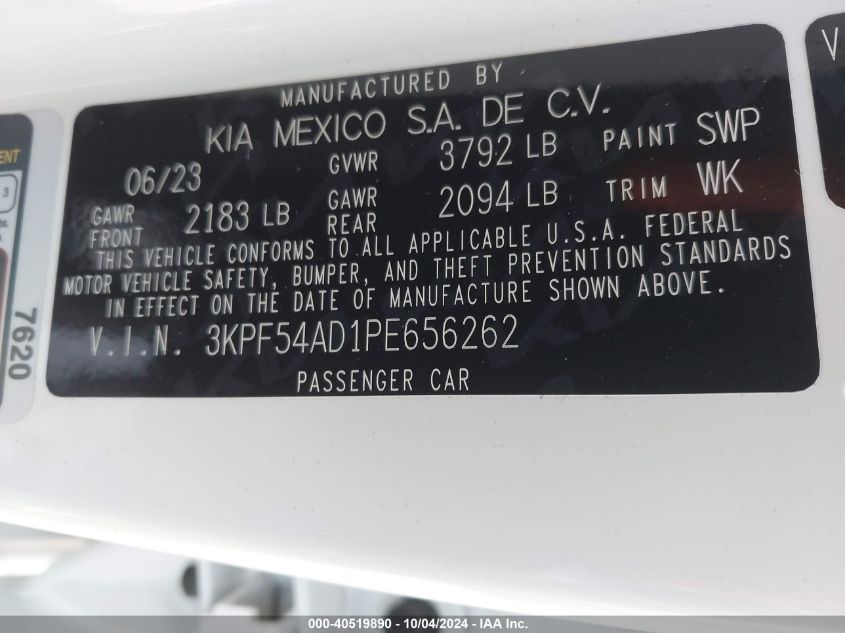 MANUFACTURED BY
KIA MEXICO S.A. DE C.V.
06/23 GVWR 3792 LB PAINT SWP
GAWR FRONT 2183 LB GAWR REAR 2094 LB TRIM WK
THIS VEHICLE CONFORMS TO ALL APPLICABLE U.S.A. FEDERAL
MOTOR VEHICLE SAFETY, BUMPER, AND THEFT PREVENTION STANDARDS
IN EFFECT ON THE DATE OF MANUFACTURE SHOWN ABOVE.
V.I.N. 3KPF54AD1PE656262
PASSENGER CAR
7620
3
V
000-40519890 - 10/04/2024 - IAA Inc.